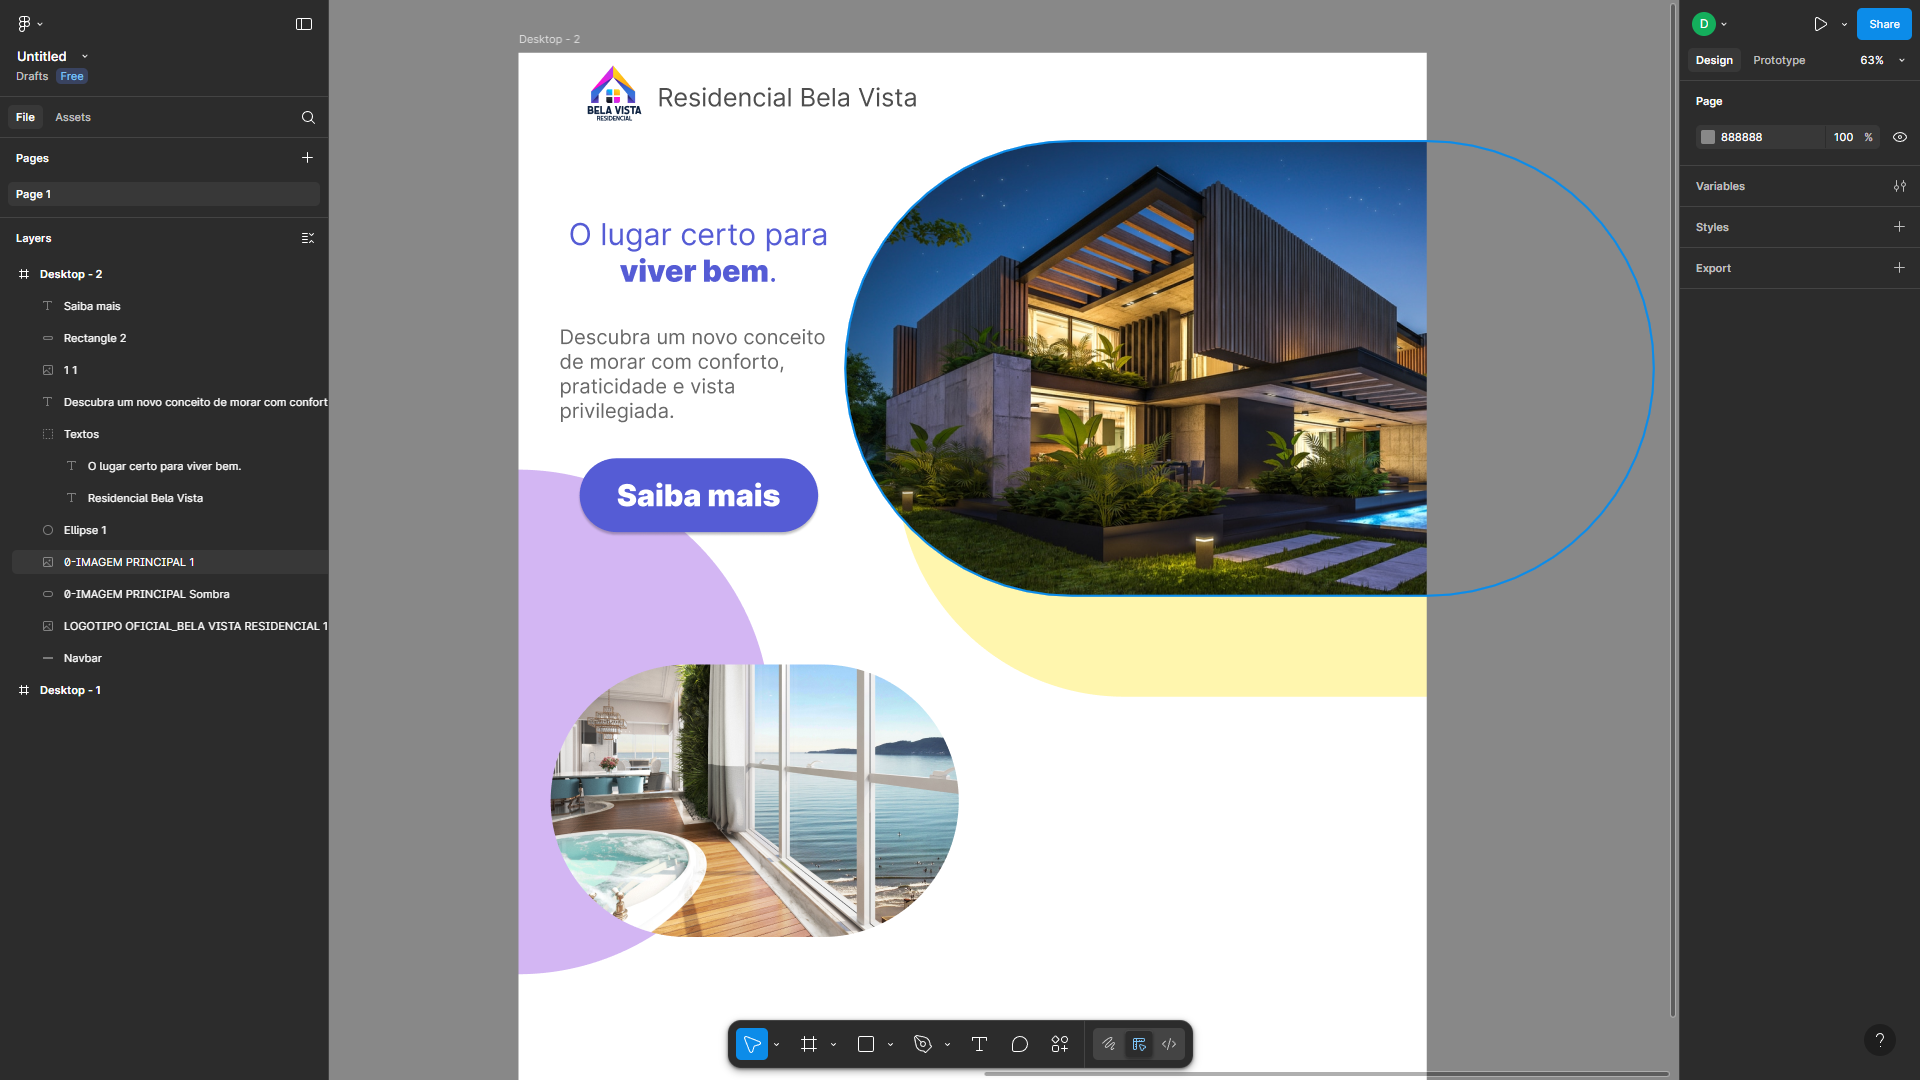 Untitled
Drafts Free
File Assets
Pages
Page 1
Layers
Desktop - 2
Saiba mais
Rectangle 2
1 1
Descubra um novo conceito de morar com confort
Textos
O lugar certo para viver bem.
Residencial Bela Vista
Ellipse 1
0-IMAGEM PRINCIPAL 1
0-IMAGEM PRINCIPAL Sombra
LOGOTIPO OFICIAL_BELA VISTA RESIDENCIAL 1
Navbar
Desktop - 1
Desktop - 2
BELA VISTA
RESIDENCIAL
Residencial Bela Vista
O lugar certo para
viver bem.
Descubra um novo conceito
de morar com conforto,
praticidade e vista
privilegiada.
Saiba mais
D
Share
Design Prototype 63%
Page
888888 100 %
Variables
Styles
Export
?